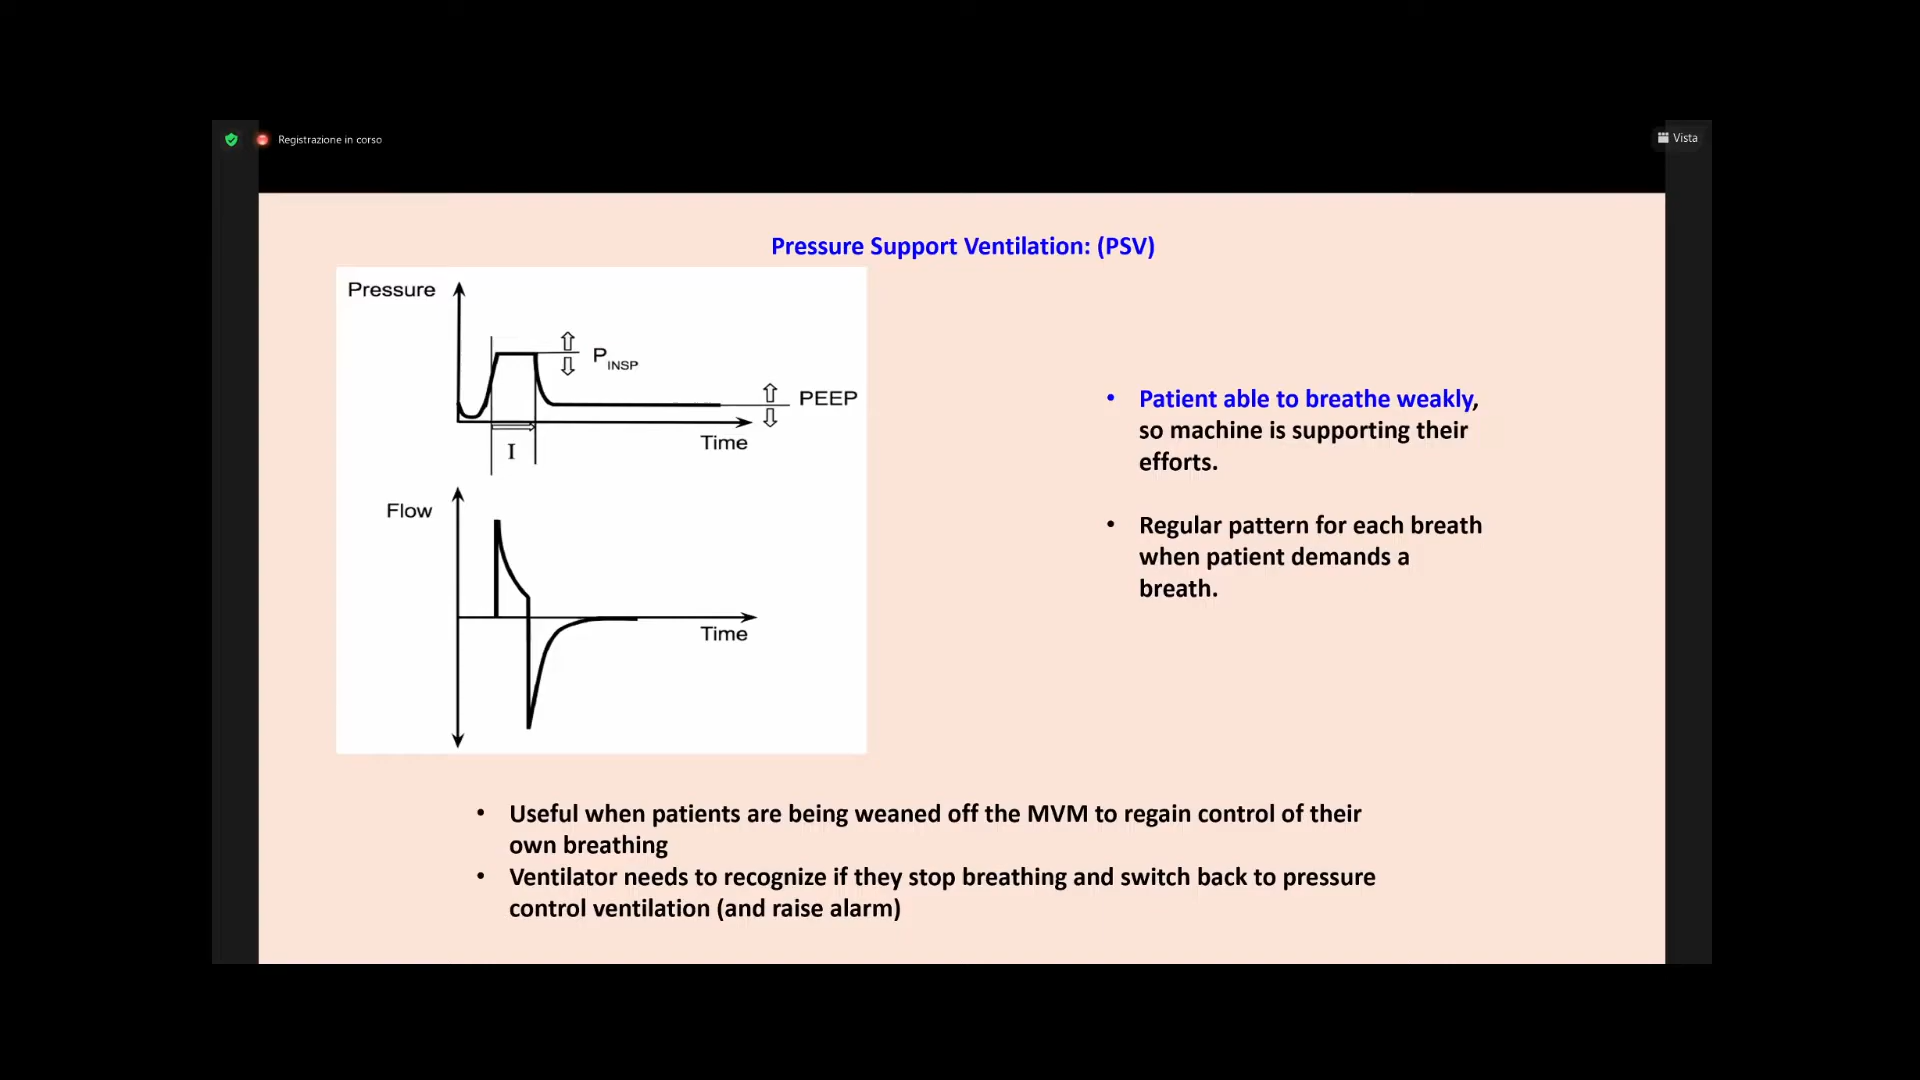 Registrazione in corso
Vista
Pressure Support Ventilation: (PSV)
Pressure
P INSP
PEEP
Time
I
Flow
Time
• Patient able to breathe weakly,
so machine is supporting their
efforts.
• Regular pattern for each breath
when patient demands a
breath.
• Useful when patients are being weaned off the MVM to regain control of their
own breathing
• Ventilator needs to recognize if they stop breathing and switch back to pressure
control ventilation (and raise alarm)